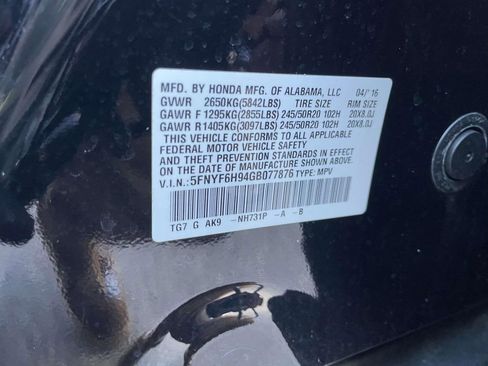 MFD. BY HONDA MFG. OF ALABAMA, LLC 04/'16
GVWR 2650KG(5842LBS) TIRE SIZE RIM SIZE
GAWR F 1295KG(2855LBS) 245/50R20 102H 20X8.0J
GAWR R 1405KG(3097LBS) 245/50R20 102H 20X8.0J
THIS VEHICLE CONFORMS TO ALL APPLICABLE
FEDERAL MOTOR VEHICLE SAFETY
AND THEFT PREVENTION STANDARDS IN EFFECT
ON THE DATE OF MANUFACTURE SHOWN ABOVE.
V.I.N.: 5FNYF6H94GB077876 TYPE: MPV
TG7 G AK9 -NH731P -A -B